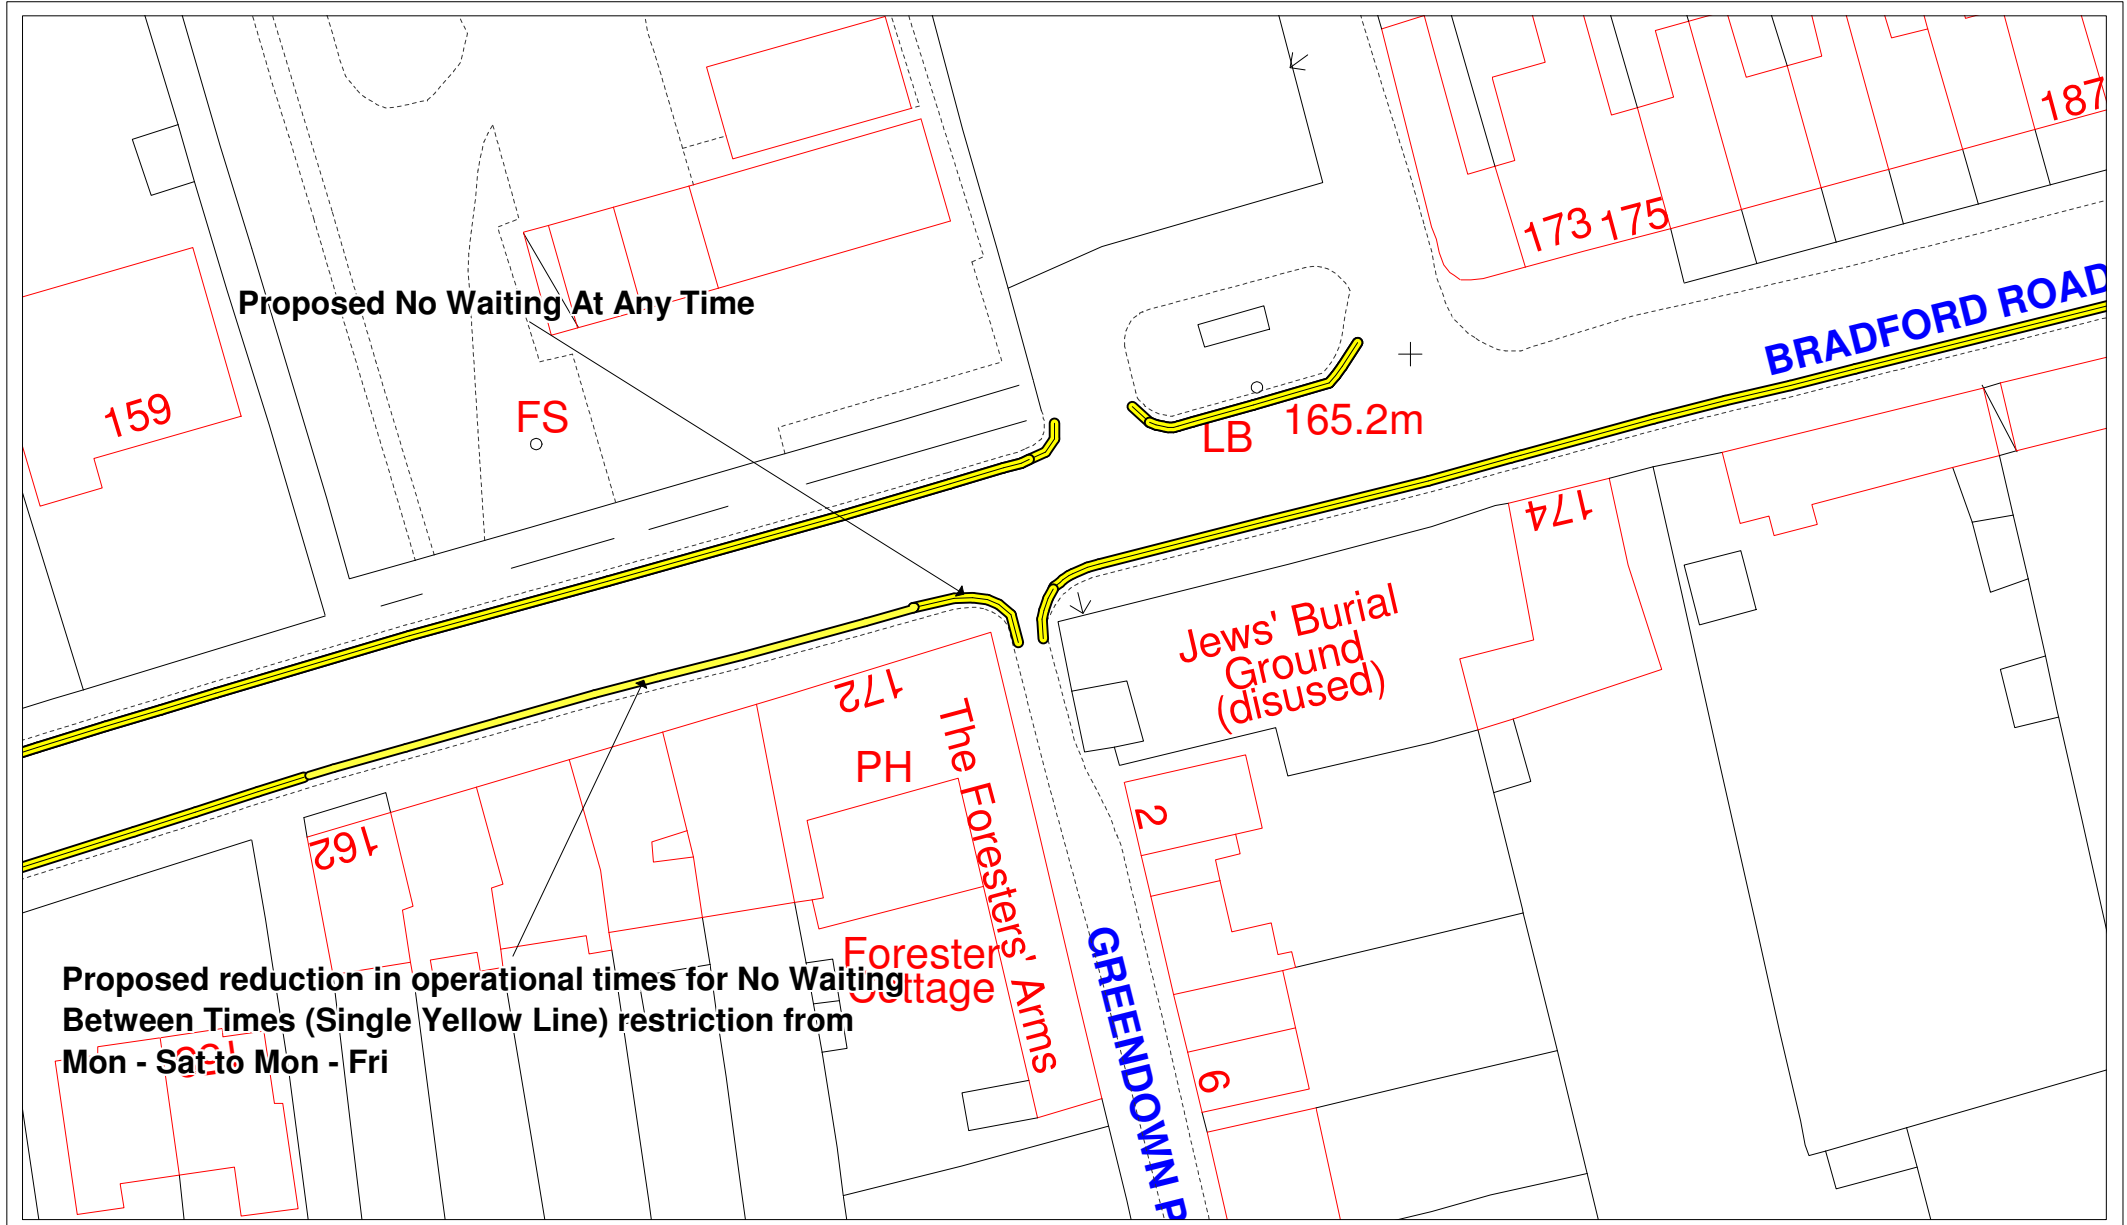 187
173 175
BRADFORD ROAD
Proposed No Waiting At Any Time
159
FS
165.2m
LB
174
Jews' Burial
Ground
(disused)
172
PH
The Foresters' Arms
162
2
Forester
Cottage
GREENDOWN P
6
Proposed reduction in operational times for No Waiting
Between Times (Single Yellow Line) restriction from
Mon - Sat to Mon - Fri